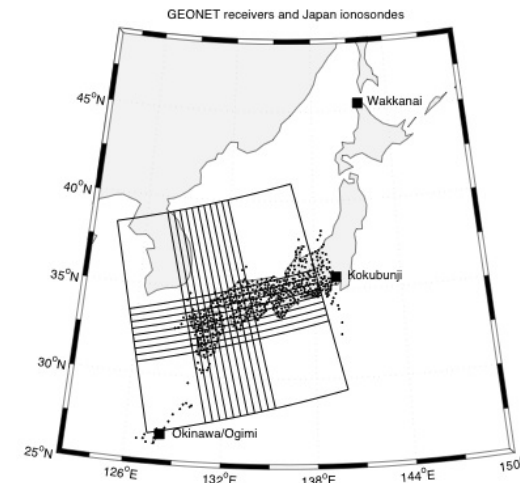 GEONET receivers and Japan ionosondes
45°N
Wakkanai
40°N
35°N
Kokubunji
30°N
Okinawa/Ogimi
25°N
126°E
132°E
138°E
144°E
150